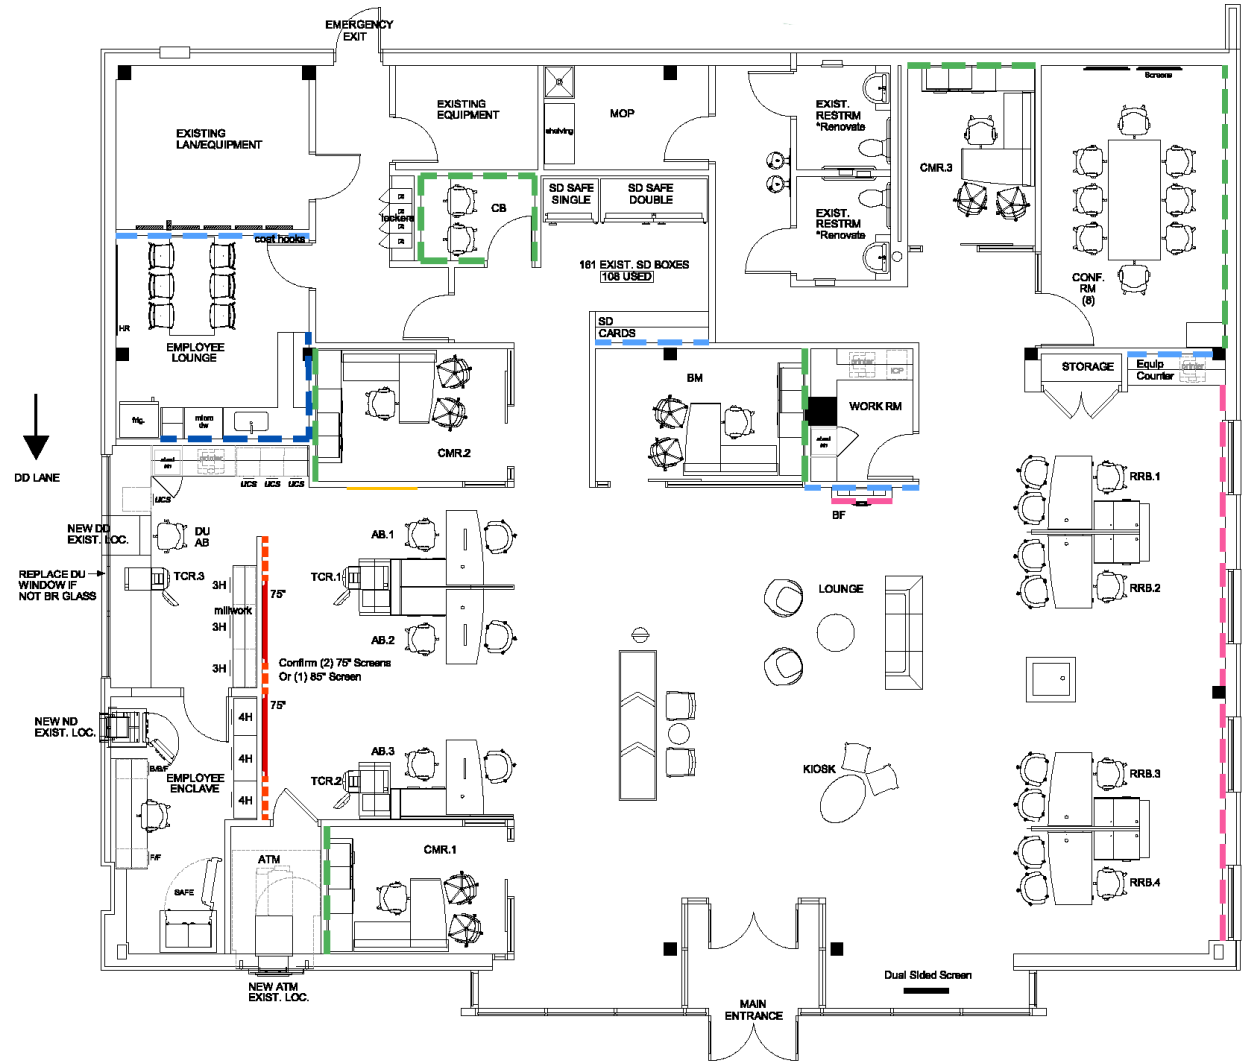 EMERGENCY
EXIT
Screens
EXISTING
EQUIPMENT
MOP
EXIST.
RESTRM
*Renovate
EXISTING
LAN/EQUIPMENT
shelving
CMR.3
SD SAFE
SINGLE
SD SAFE
DOUBLE
CB
lockers
EXIST.
RESTRM
*Renovate
coat hooks
161 EXIST. SD BOXES
108 USED
CONF.
RM
(8)
HR
SD
CARDS
EMPLOYEE
LOUNGE
printer
ICP
STORAGE
Equip
Counter
printer
BM
WORK RM
frig.
micro
dw
CMR.2
DD LANE
printer
UCS
UCS
UCS
UCS
RRB.1
BF
NEW DD
EXIST. LOC.
DU
AB
AB.1
REPLACE DU
WINDOW IF
NOT BR GLASS
TCR.3
3H
75"
TCR.1
LOUNGE
RRB.2
millwork
3H
AB.2
3H
Confirm (2) 75" Screens
Or (1) 85" Screen
NEW ND
EXIST. LOC.
4H
75"
AB.3
4H
B/B/F
EMPLOYEE
ENCLAVE
TCR.2
KIOSK
RRB.3
4H
F/F
ATM
CMR.1
SAFE
RRB.4
NEW ATM
EXIST. LOC.
Dual Sided Screen
MAIN
ENTRANCE